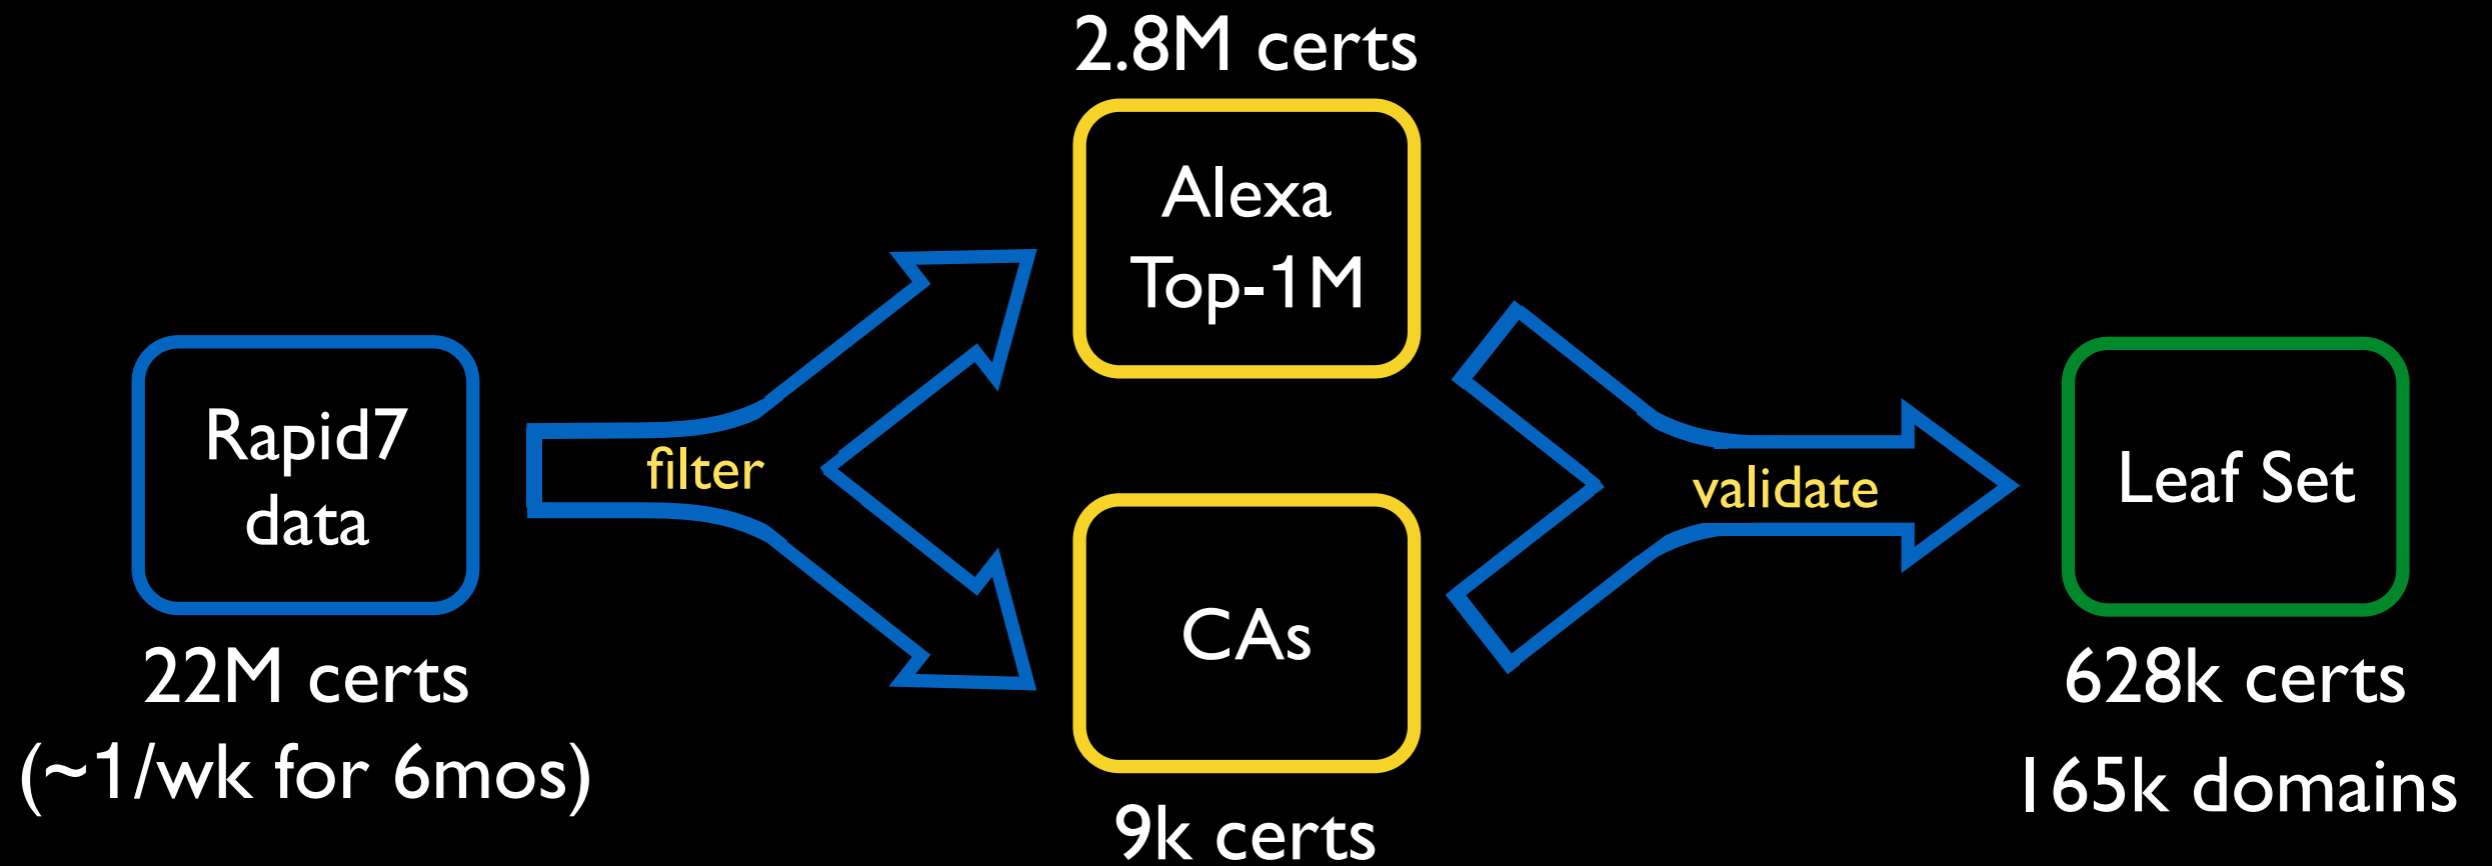 Rapid7
data
22M certs
(~1/wk for 6mos)
filter
2.8M certs
Alexa
Top-1M
CAs
9k certs
validate
Leaf Set
628k certs
165k domains